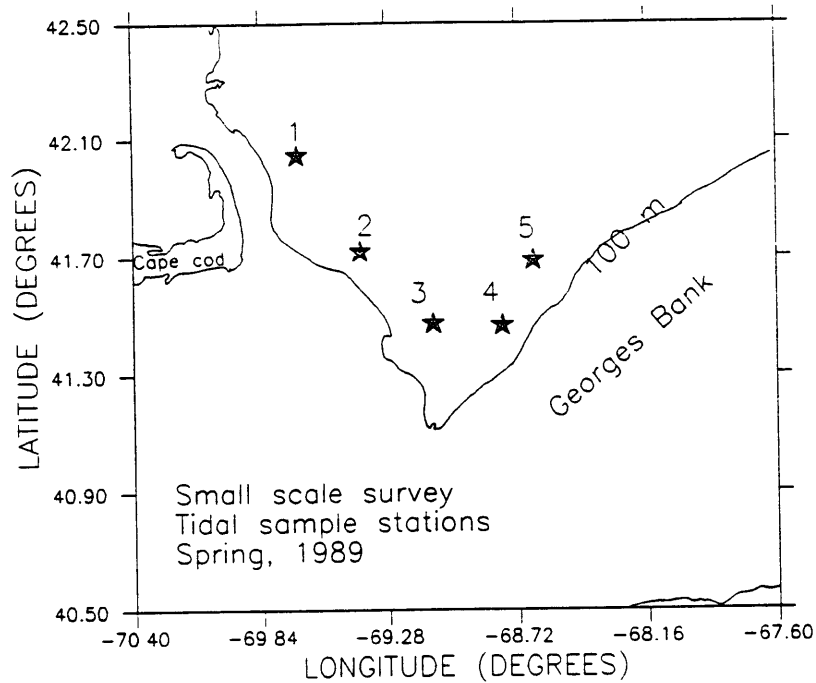 42.50
42.10
41.70
41.30
40.90
40.50
LATITUDE (DEGREES)
1
2
5
3
4
Cape cod
100 m
Georges Bank
Small scale survey
Tidal sample stations
Spring, 1989
-70 40
-69 84
-69.28
-68.72
-68.16
-67.60
LONGITUDE (DEGREES)